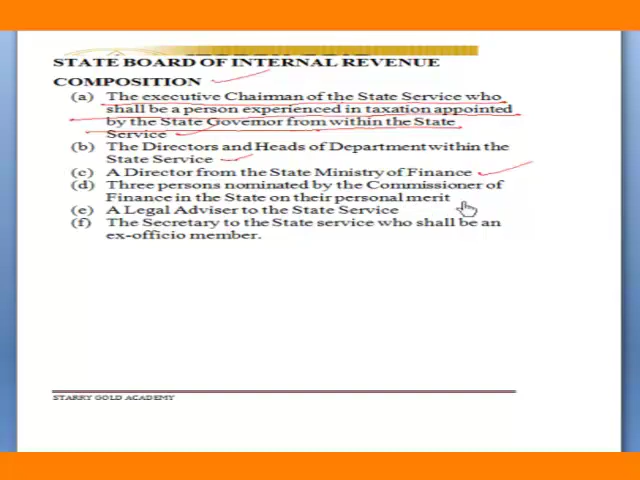 STATE BOARD OF INTERNAL REVENUE
COMPOSITION
(a) The executive Chairman of the State Service who
shall be a person experienced in taxation appointed
by the State Governor from within the State
Service
(b) The Directors and Heads of Department within the
State Service
(c) A Director from the State Ministry of Finance
(d) Three persons nominated by the Commissioner of
Finance in the State on their personal merit
(e) A Legal Adviser to the State Service
(f) The Secretary to the State service who shall be an
ex-officio member.
STARRY GOLD ACADEMY